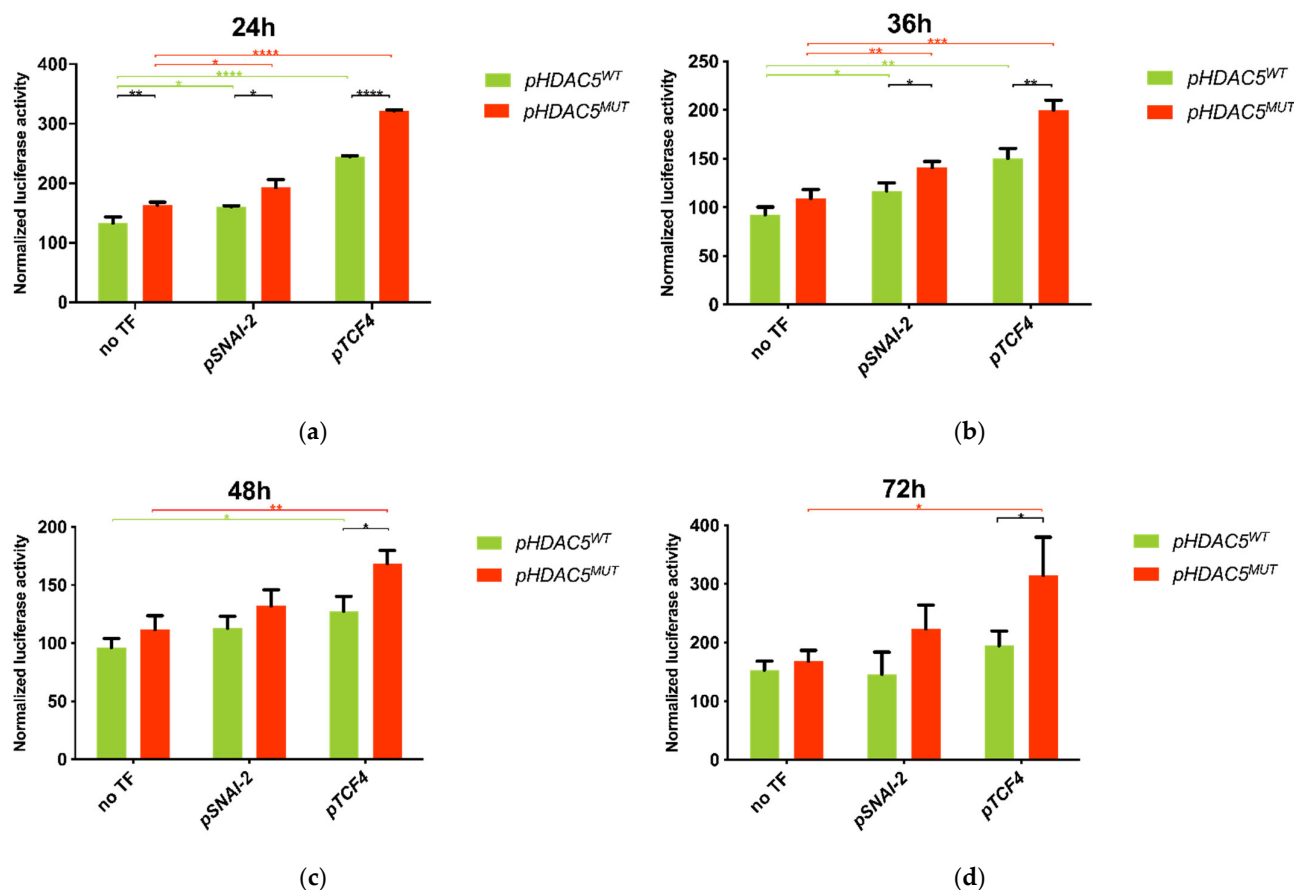 24h
****
*
****
*
**
*
****
400
300
200
100
0
Normalized luciferase activity
no TF
pSNAI-2
pTCF4
pHDAC5WT
pHDAC5MUT
(a)
36h
***
**
**
*
*
**
250
200
150
100
50
0
Normalized luciferase activity
no TF
pSNAI-2
pTCF4
pHDAC5WT
pHDAC5MUT
(b)
48h
**
*
*
200
150
100
50
0
Normalized luciferase activity
no TF
pSNAI-2
pTCF4
pHDAC5WT
pHDAC5MUT
(c)
72h
*
*
400
300
200
100
0
Normalized luciferase activity
no TF
pSNAI-2
pTCF4
pHDAC5WT
pHDAC5MUT
(d)